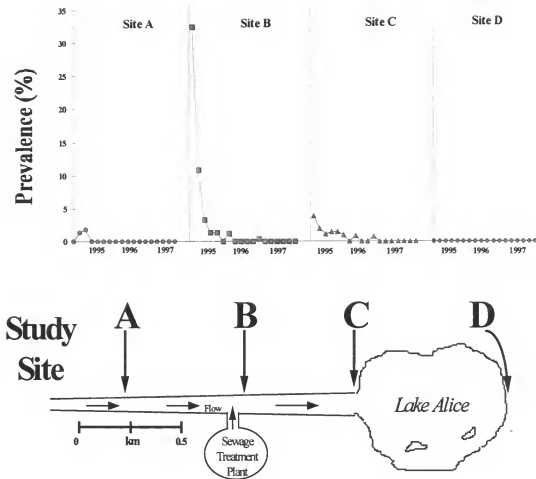 35
30
25
20
15
10
5
0
Prevalence (%)
Site A
Site B
Site C
Site D
1995 1996 1997
1995 1996 1997
1995 1996 1997
1995 1996 1997
Study
Site
A
B
C
D
Flow
Lake Alice
0 km 0.5
Sewage
Treatment
Plant